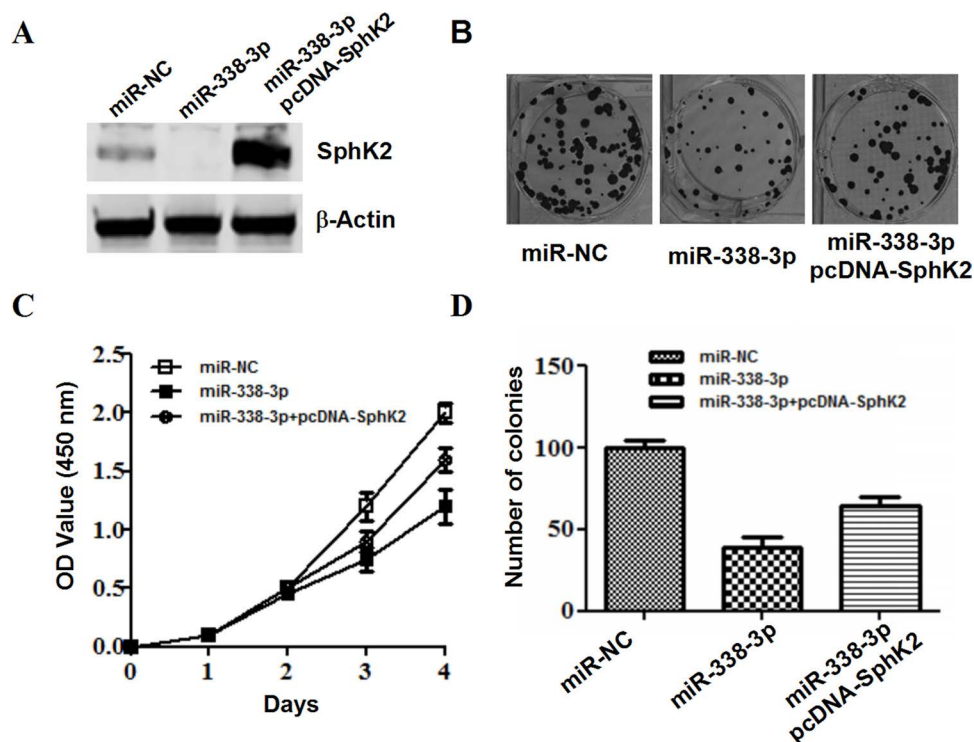 A
miR-NC
miR-338-3p
miR-338-3p
pcDNA-SphK2
SphK2
β-Actin
B
miR-NC
miR-338-3p
miR-338-3p
pcDNA-SphK2
C
OD Value (450 nm)
2.5
2.0
1.5
1.0
0.5
0.0
miR-NC
miR-338-3p
miR-338-3p+pcDNA-SphK2
0 1 2 3 4
Days
D
Number of colonies
150
100
50
0
miR-NC
miR-338-3p
miR-338-3p+pcDNA-SphK2
miR-NC
miR-338-3p
miR-338-3p
pcDNA-SphK2